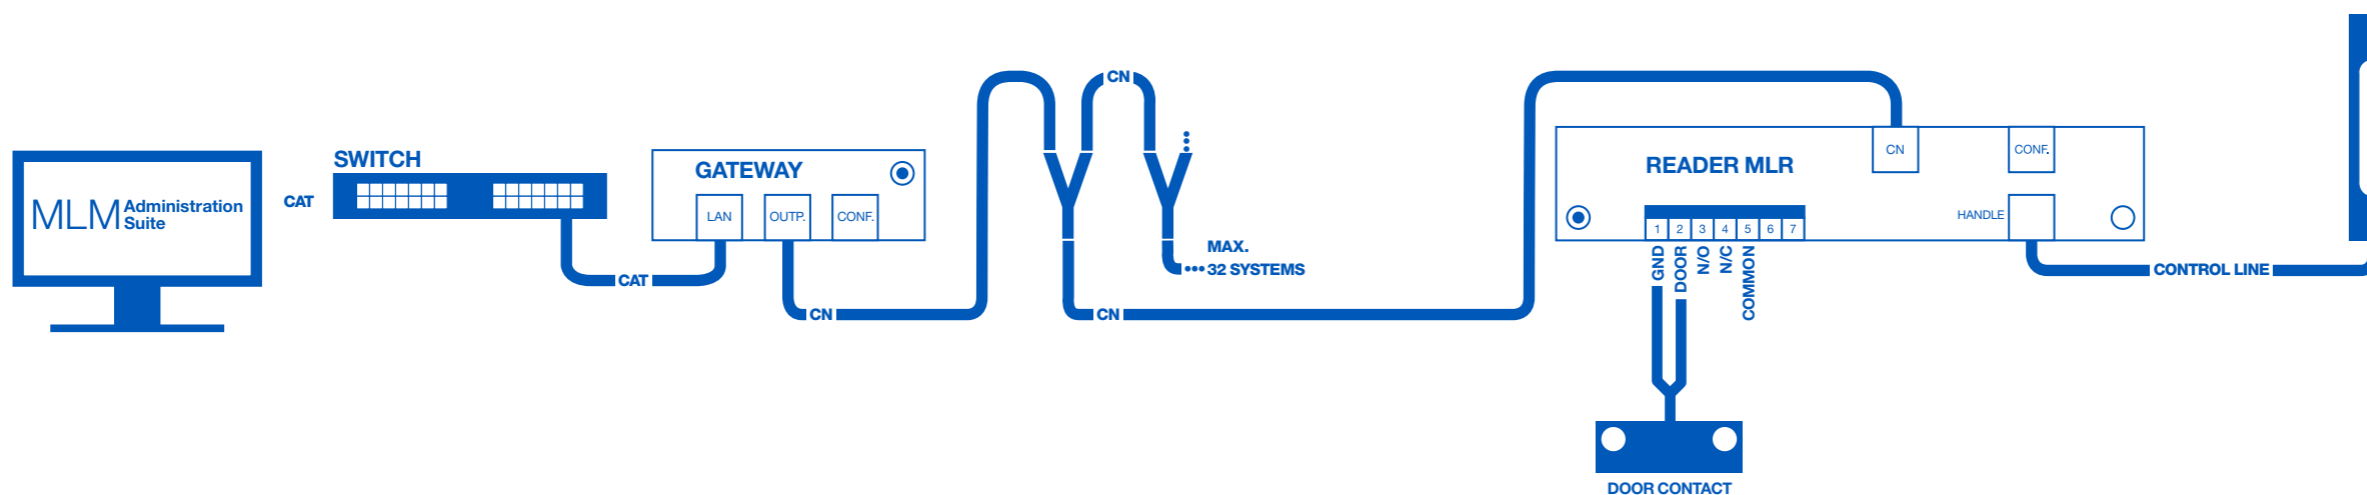 MLM Administration
Suite
CAT
SWITCH
CAT
GATEWAY
LAN
OUTP.
CONF.
CN
CN
MAX.
32 SYSTEMS
CN
READER MLR
CN
CONF.
HANDLE
1 2 3 4 5 6 7
GND
DOOR
N/O
N/C
COMMON
CONTROL LINE
DOOR CONTACT